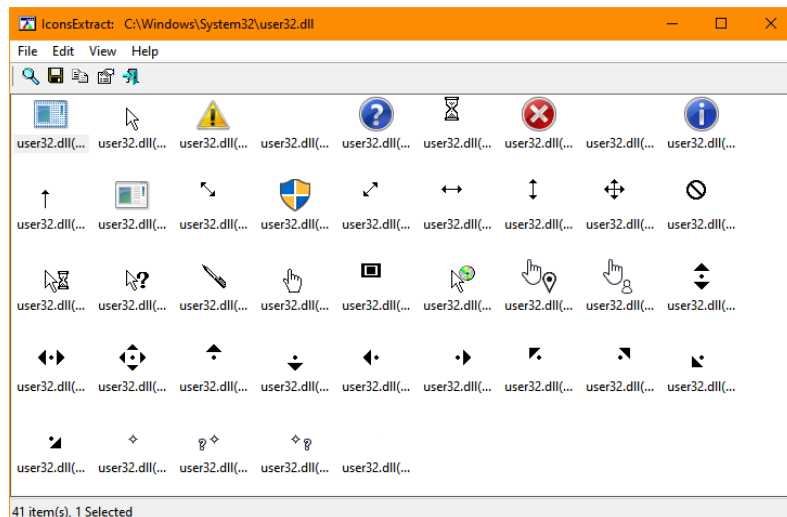 IconsExtract: C:\Windows\System32\user32.dll
File Edit View Help
user32.dll(... user32.dll(... user32.dll(... user32.dll(... user32.dll(... user32.dll(... user32.dll(... user32.dll(... user32.dll(...
user32.dll(... user32.dll(... user32.dll(... user32.dll(... user32.dll(... user32.dll(... user32.dll(... user32.dll(... user32.dll(...
user32.dll(... user32.dll(... user32.dll(... user32.dll(... user32.dll(... user32.dll(... user32.dll(... user32.dll(... user32.dll(...
user32.dll(... user32.dll(... user32.dll(... user32.dll(... user32.dll(... user32.dll(... user32.dll(... user32.dll(... user32.dll(...
user32.dll(... user32.dll(... user32.dll(... user32.dll(... user32.dll(...
41 item(s), 1 Selected